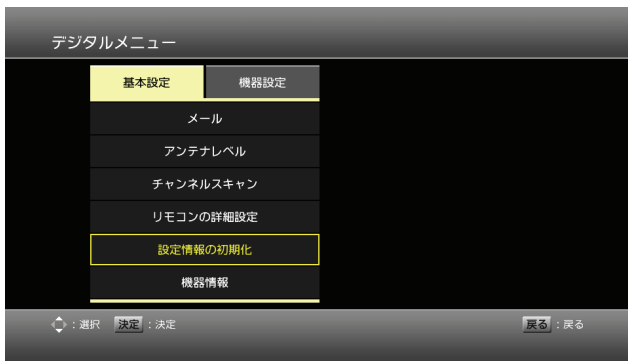 デジタルメニュー
基本設定 機器設定
メール
アンテナレベル
チャンネルスキャン
リモコンの詳細設定
設定情報の初期化
機器情報
：選択 決定：決定 戻る：戻る